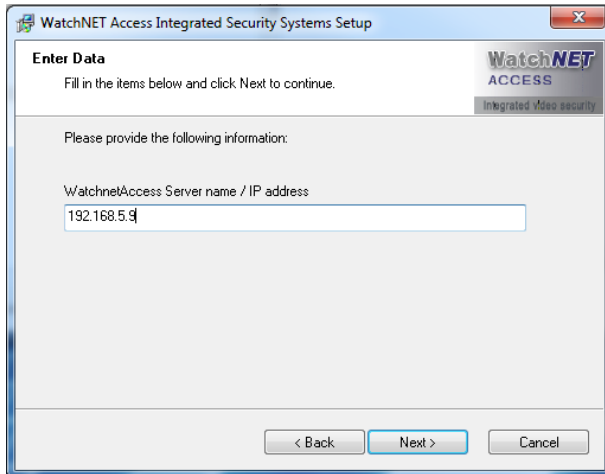 WatchNET Access Integrated Security Systems Setup
Enter Data
Fill in the items below and click Next to continue.
WatchNET
ACCESS
Integrated video security
Please provide the following information:
WatchnetAccess Server name / IP address
192.168.5.9
< Back
Next >
Cancel